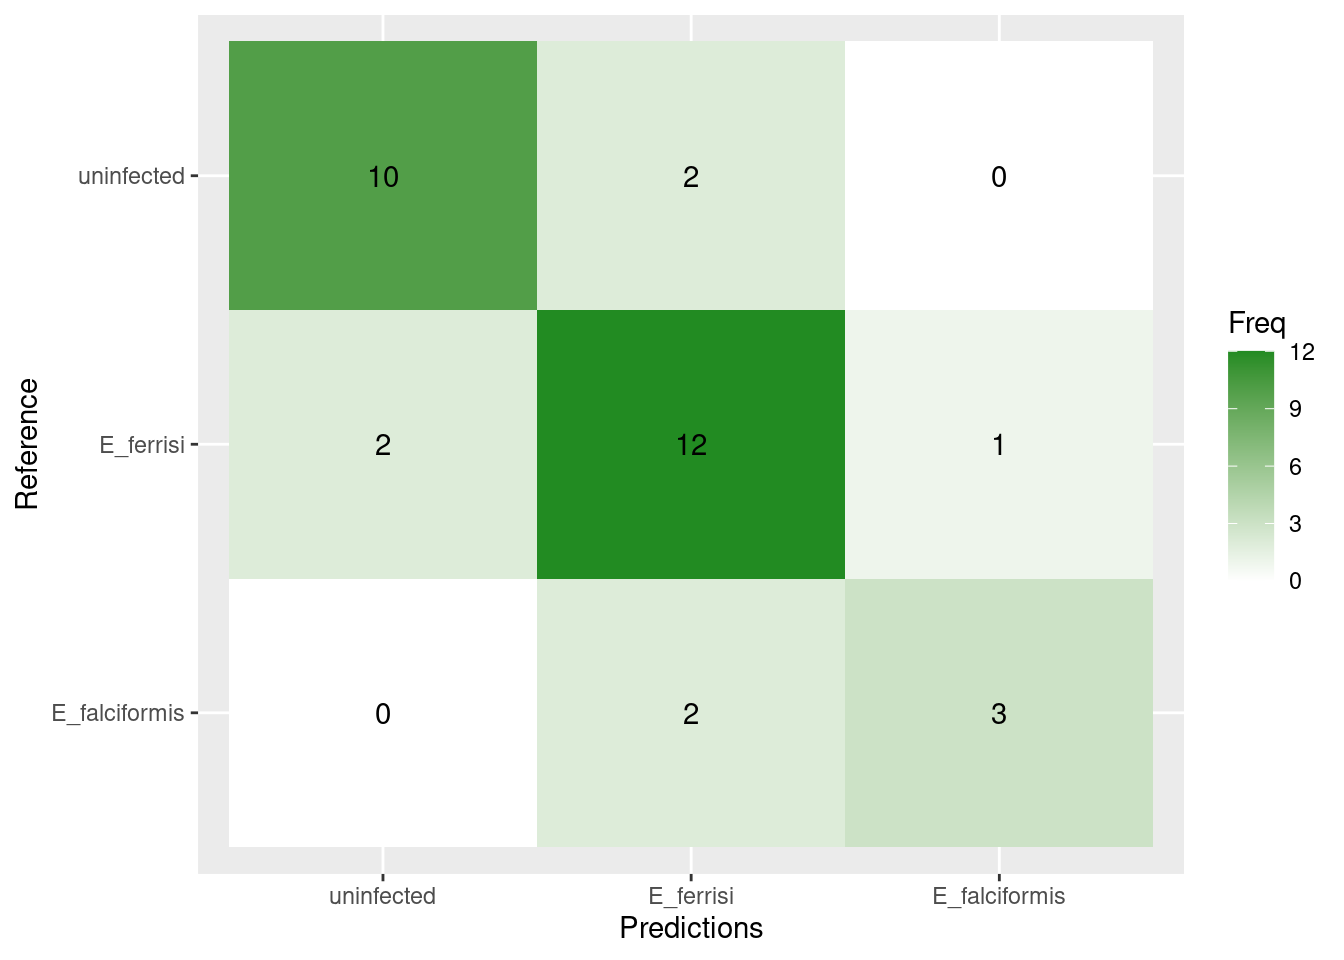 Reference
uninfected
10 2 0
E_ferrisi
2 12 1
E_falciformis
0 2 3
uninfected E_ferrisi E_falciformis
Predictions
Freq
12
9
6
3
0